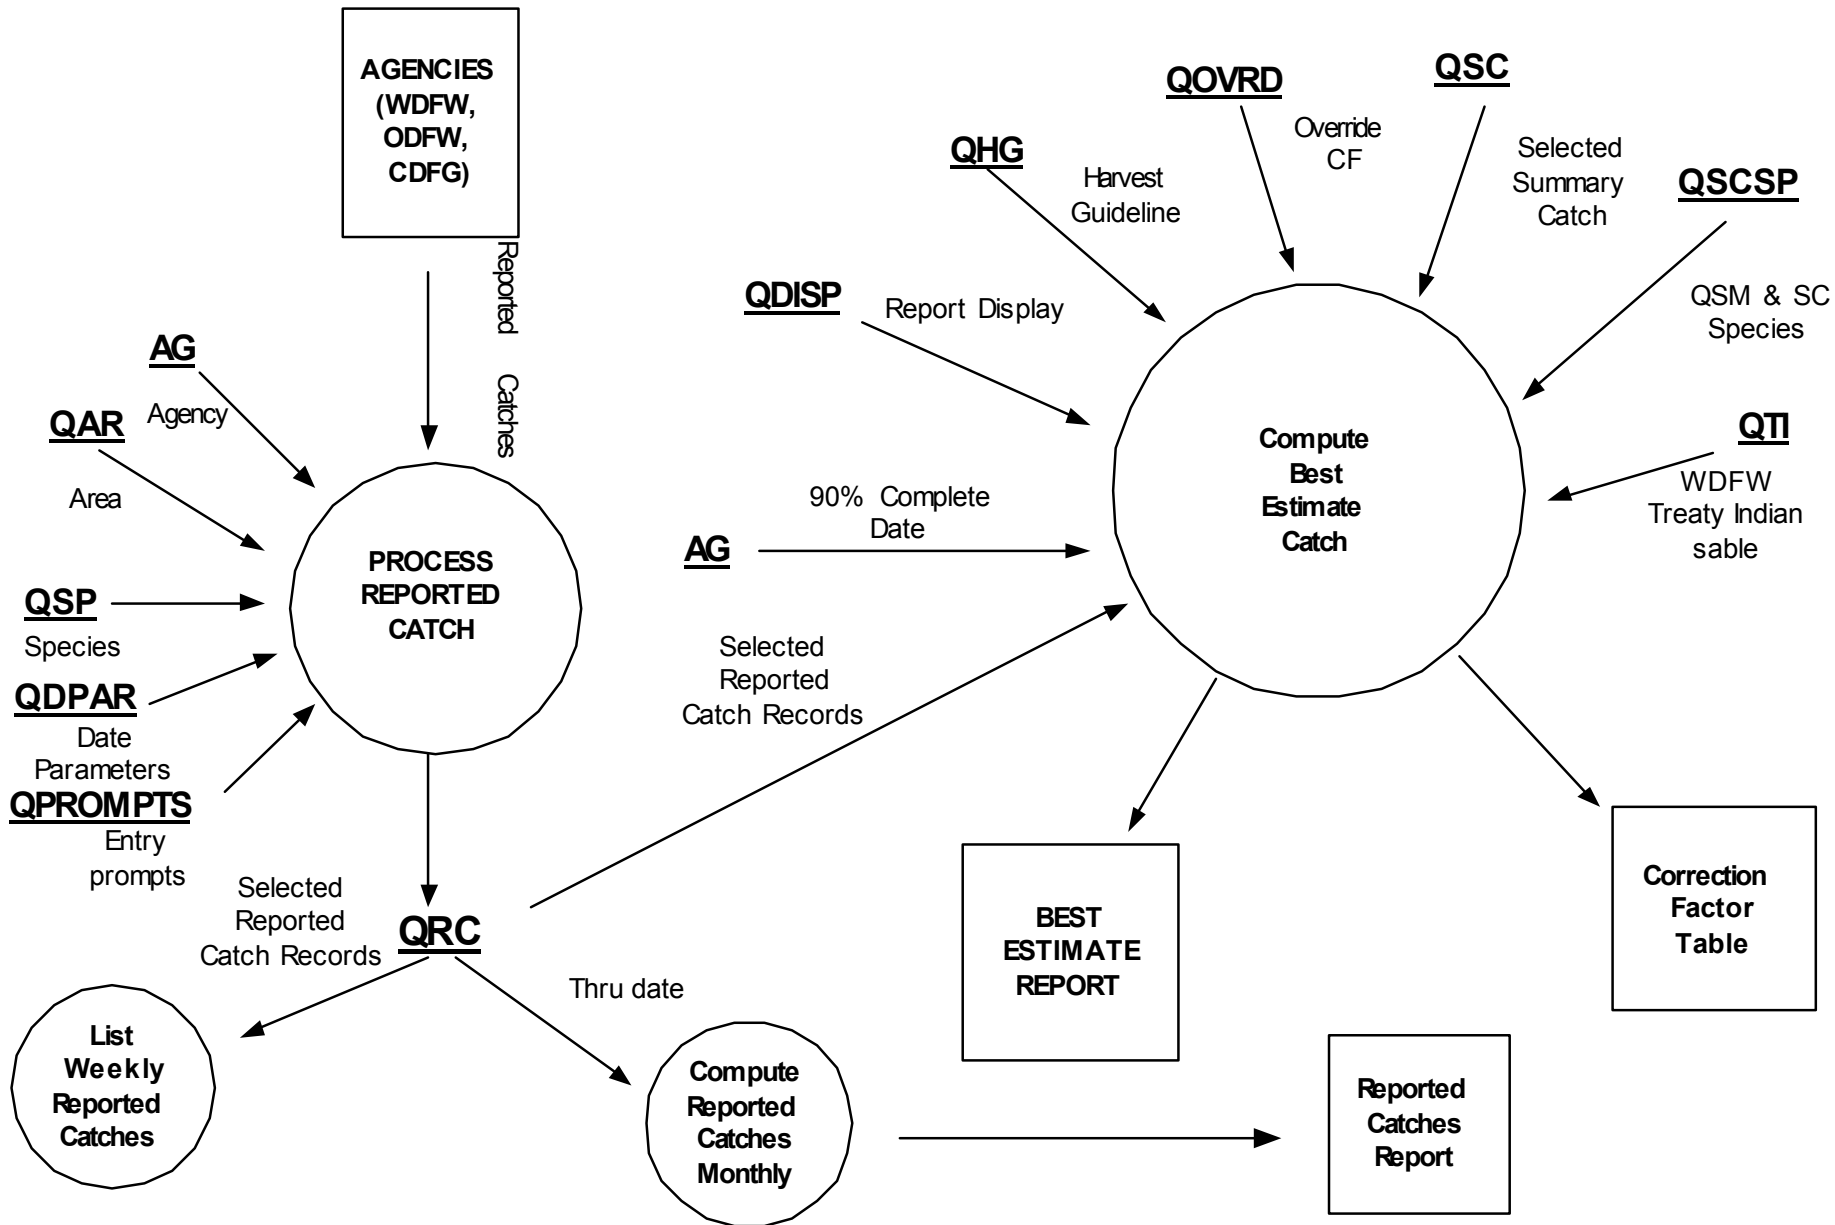 AGENCIES
(WDFW,
ODFW,
CDFG)
Reported Catches
AG
Agency
QAR
Area
QSP
Species
QDPAR
Date
Parameters
QPROMPTS
Entry
prompts
PROCESS
REPORTED
CATCH
Selected
Reported
Catch Records
QRC
Thru date
List
Weekly
Reported
Catches
Compute
Reported
Catches
Monthly
Reported
Catches
Report
QDISP
Report Display
QHG
Harvest
Guideline
QOVRD
Override
CF
QSC
Selected
Summary
Catch
QSCSP
QSM & SC
Species
QTI
WDFW
Treaty Indian
sable
AG
90% Complete
Date
Selected
Reported
Catch Records
Compute
Best
Estimate
Catch
BEST
ESTIMATE
REPORT
Correction
Factor
Table